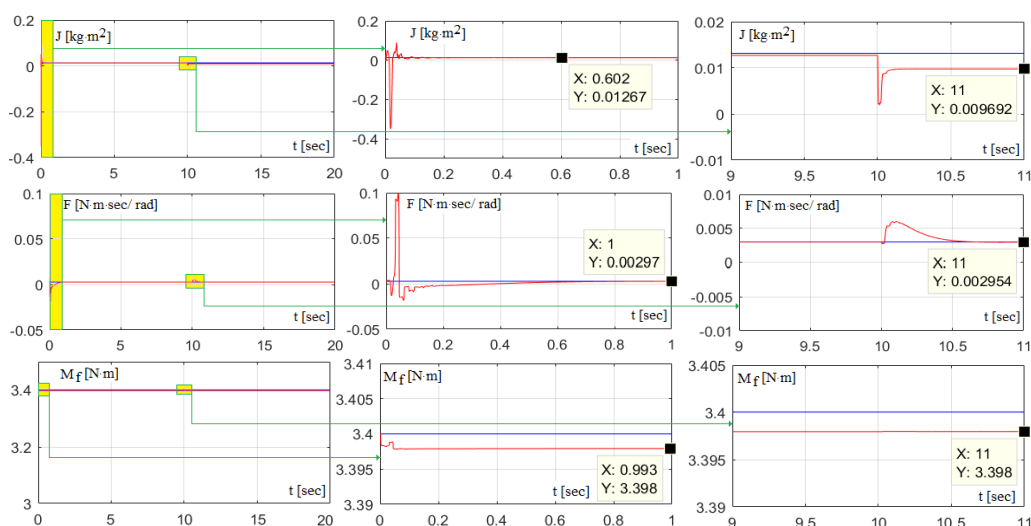 0.2
0
-0.2
-0.4
J [kg·m²]
t [sec]
0 5 10 15 20
0.2
0
-0.2
-0.4
J [kg·m²]
X: 0.602
Y: 0.01267
t [sec]
0 0.2 0.4 0.6 0.8 1
0.02
0.01
0
-0.01
J [kg·m²]
X: 11
Y: 0.009692
t [sec]
9 9.5 10 10.5 11
0.1
0.05
0
-0.05
F [N·m·sec/ rad]
t [sec]
0 5 10 15 20
0.1
0.05
0
-0.05
F [N·m·sec/ rad]
X: 1
Y: 0.00297
t [sec]
0 0.2 0.4 0.6 0.8 1
0.01
0.005
0
-0.005
-0.01
F [N·m·sec/ rad]
X: 11
Y: 0.002954
t [sec]
9 9.5 10 10.5 11
3.4
3.2
3
Mf [N·m]
t [sec]
0 5 10 15 20
3.41
3.405
3.4
3.395
3.39
Mf [N·m]
X: 0.993
Y: 3.398
t [sec]
0 0.2 0.4 0.6 0.8 1
3.405
3.4
3.395
3.39
Mf [N·m]
X: 11
Y: 3.398
t [sec]
9 9.5 10 10.5 11